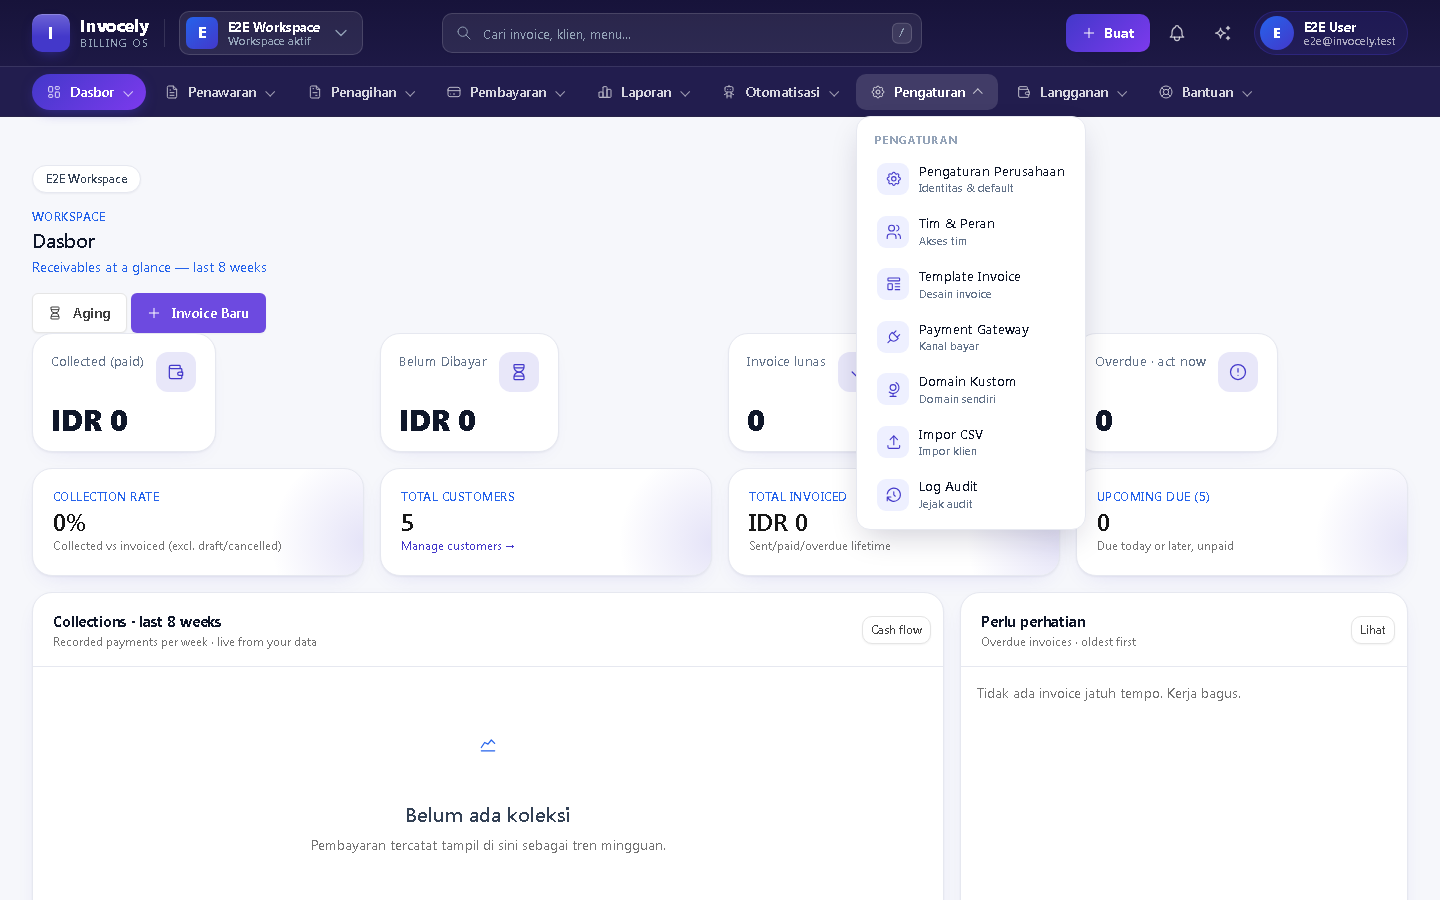 I
Invocely
BILLING OS
E
E2E Workspace
Workspace aktif
Cari invoice, klien, menu...
/
Buat
E
E2E User
e2e@invocely.test
Dasbor
Penawaran
Penagihan
Pembayaran
Laporan
Otomatisasi
Pengaturan
Langganan
Bantuan
PENGATURAN
Pengaturan Perusahaan
Identitas & default
Tim & Peran
Akses tim
Template Invoice
Desain invoice
Payment Gateway
Kanal bayar
Domain Kustom
Domain sendiri
Impor CSV
Impor klien
Log Audit
Jejak audit
E2E Workspace
WORKSPACE
Dasbor
Receivables at a glance — last 8 weeks
Aging
Invoice Baru
Collected (paid)
IDR 0
Belum Dibayar
IDR 0
Invoice lunas
0
Overdue · act now
0
COLLECTION RATE
0%
Collected vs invoiced (excl. draft/cancelled)
TOTAL CUSTOMERS
5
Manage customers →
TOTAL INVOICED
IDR 0
Sent/paid/overdue lifetime
UPCOMING DUE (5)
0
Due today or later, unpaid
Collections · last 8 weeks
Recorded payments per week · live from your data
Cash flow
Belum ada koleksi
Pembayaran tercatat tampil di sini sebagai tren mingguan.
Perlu perhatian
Overdue invoices · oldest first
Lihat
Tidak ada invoice jatuh tempo. Kerja bagus.